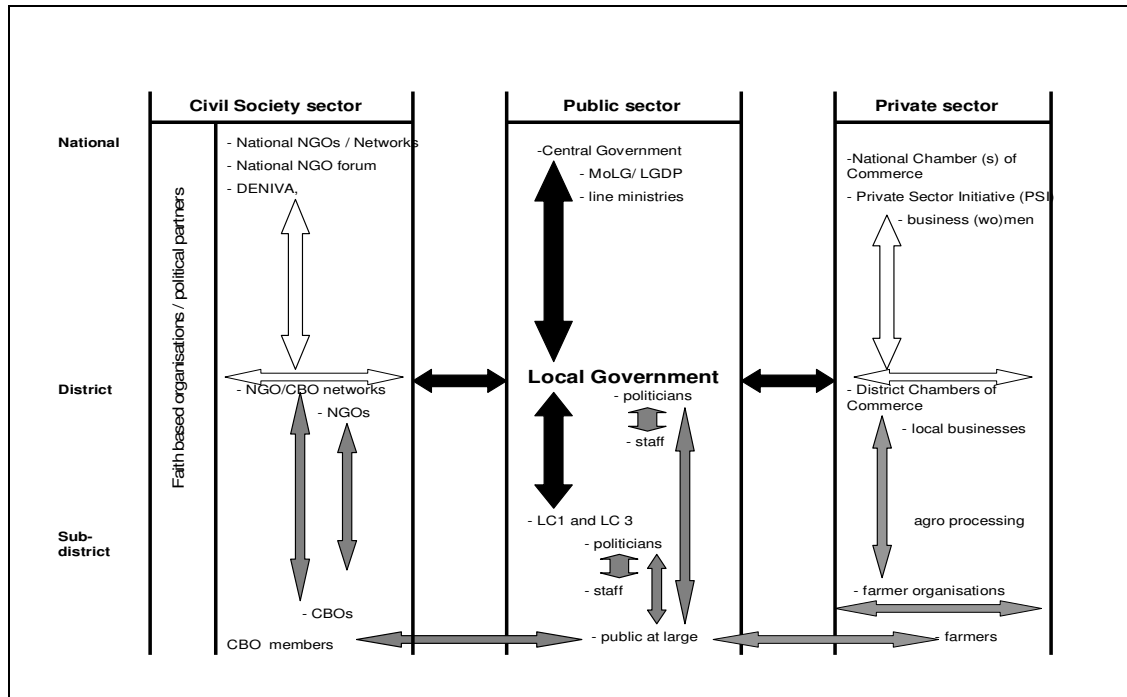 Civil Society sector
Public sector
Private sector
National
Faith based organisations / political partners
- National NGOs / Networks
- National NGO forum
- DENIVA,
-Central Government
- MoLG/ LGDP
- line ministries
-National Chamber (s) of
Commerce
- Private Sector Initiative (PSI)
- business (wo)men
District
- NGO/CBO networks
- NGOs
Local Government
- politicians
- staff
- District Chambers of
Commerce
- local businesses
Sub-
district
- CBOs
CBO  members
- LC1 and LC 3
- politicians
- staff
- public at large
agro processing
- farmer organisations
- farmers